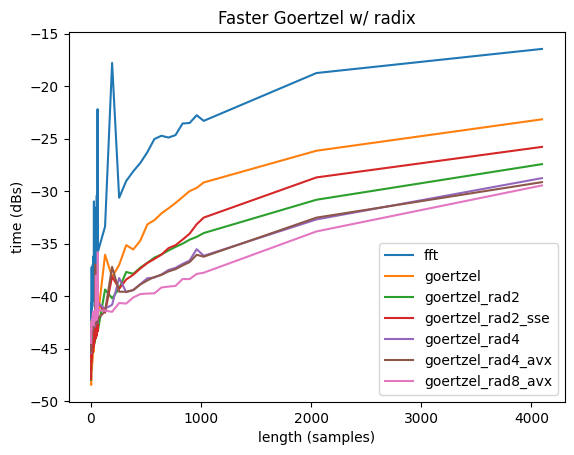 Faster Goertzel w/ radix
time (dBs)
−15
−20
−25
−30
−35
−40
−45
−50
fft
goertzel
goertzel_rad2
goertzel_rad2_sse
goertzel_rad4
goertzel_rad4_avx
goertzel_rad8_avx
0 1000 2000 3000 4000
length (samples)